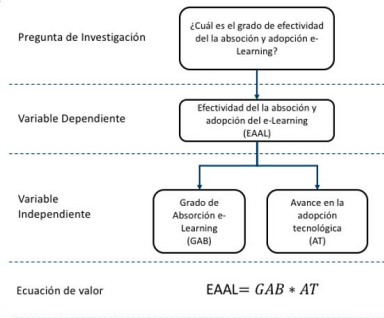 Pregunta de Investigación
¿Cuál es el grado de efectividad
del la absoción y adopción e-
Learning?
Variable Dependiente
Efectividad del la absoción y
adopción del e-Learning
(EAAL)
Variable
Independiente
Grado de
Absorción e-
Learning
(GAB)
Avance en la
adopción
tecnológica
(AT)
Ecuación de valor
EAAL= GAB * AT